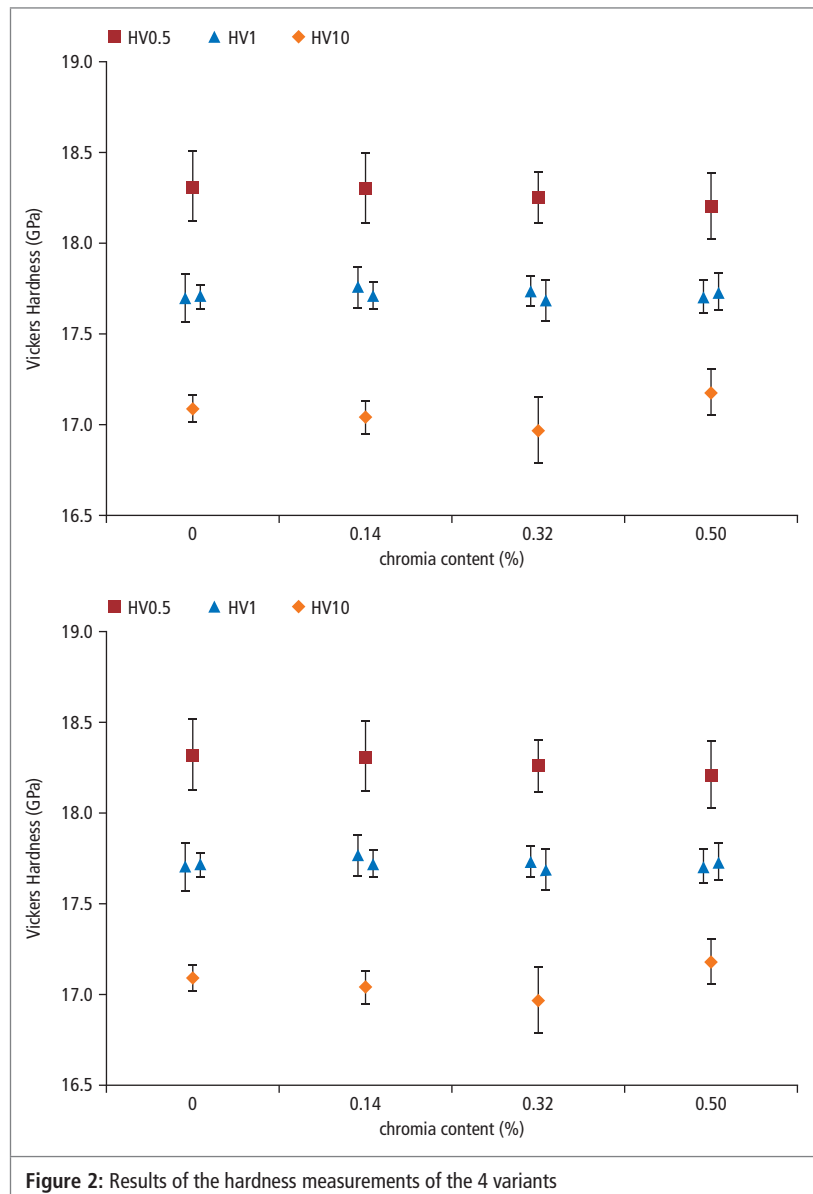 HV0.5 HV1 HV10
19.0
18.5
18.0
17.5
17.0
16.5
Vickers Hardness (GPa)
0 0.14 0.32 0.50
chromia content (%)
HV0.5 HV1 HV10
19.0
18.5
18.0
17.5
17.0
16.5
Vickers Hardness (GPa)
0 0.14 0.32 0.50
chromia content (%)
Figure 2: Results of the hardness measurements of the 4 variants